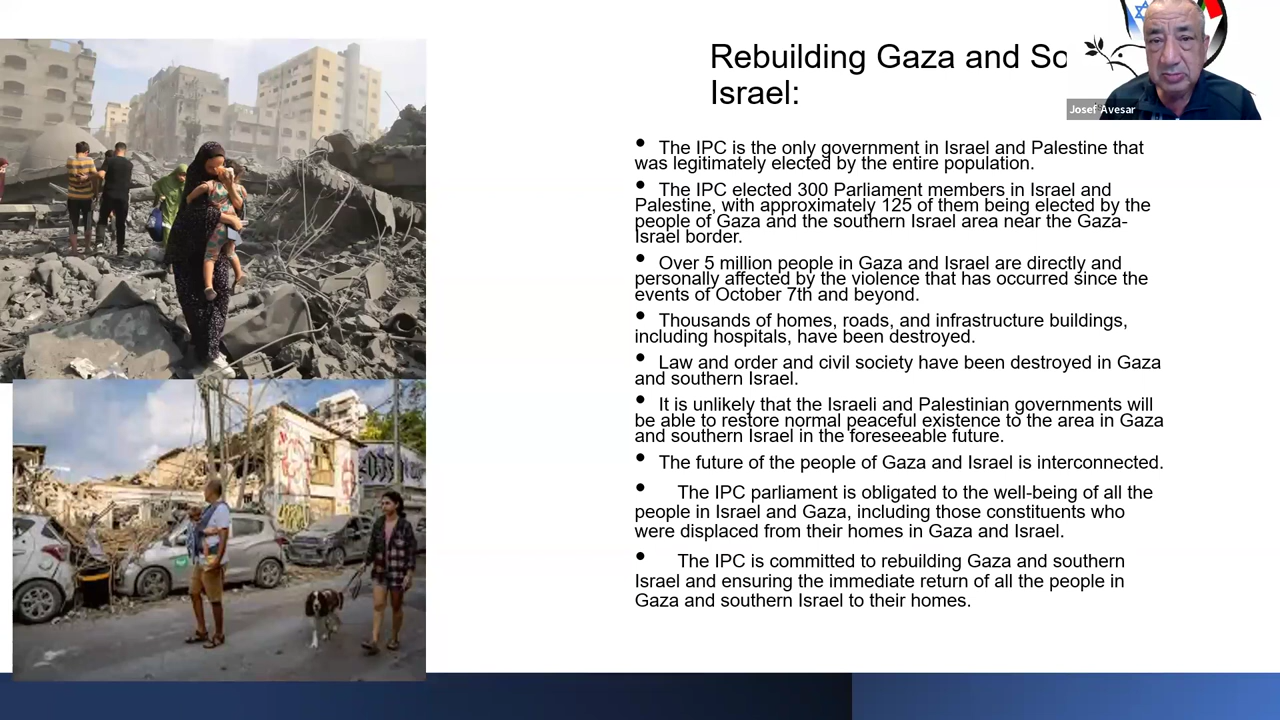 Rebuilding Gaza and So
Israel:
Josef Avesar
• The IPC is the only government in Israel and Palestine that
was legitimately elected by the entire population.
• The IPC elected 300 Parliament members in Israel and
Palestine, with approximately 125 of them being elected by the
people of Gaza and the southern Israel area near the Gaza-
Israel border.
• Over 5 million people in Gaza and Israel are directly and
personally affected by the violence that has occurred since the
events of October 7th and beyond.
• Thousands of homes, roads, and infrastructure buildings,
including hospitals, have been destroyed.
• Law and order and civil society have been destroyed in Gaza
and southern Israel.
• It is unlikely that the Israeli and Palestinian governments will
be able to restore normal peaceful existence to the area in Gaza
and southern Israel in the foreseeable future.
• The future of the people of Gaza and Israel is interconnected.
• The IPC parliament is obligated to the well-being of all the
people in Israel and Gaza, including those constituents who
were displaced from their homes in Gaza and Israel.
• The IPC is committed to rebuilding Gaza and southern
Israel and ensuring the immediate return of all the people in
Gaza and southern Israel to their homes.